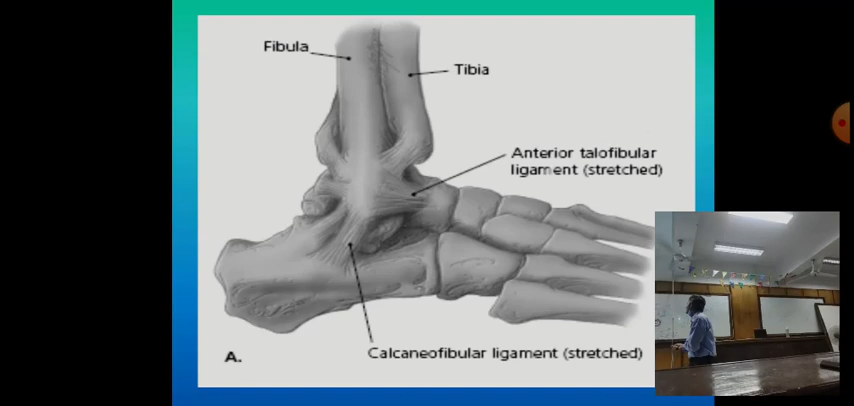 Fibula
Tibia
Anterior talofibular
ligament (stretched)
Calcaneofibular ligament (stretched)
A.